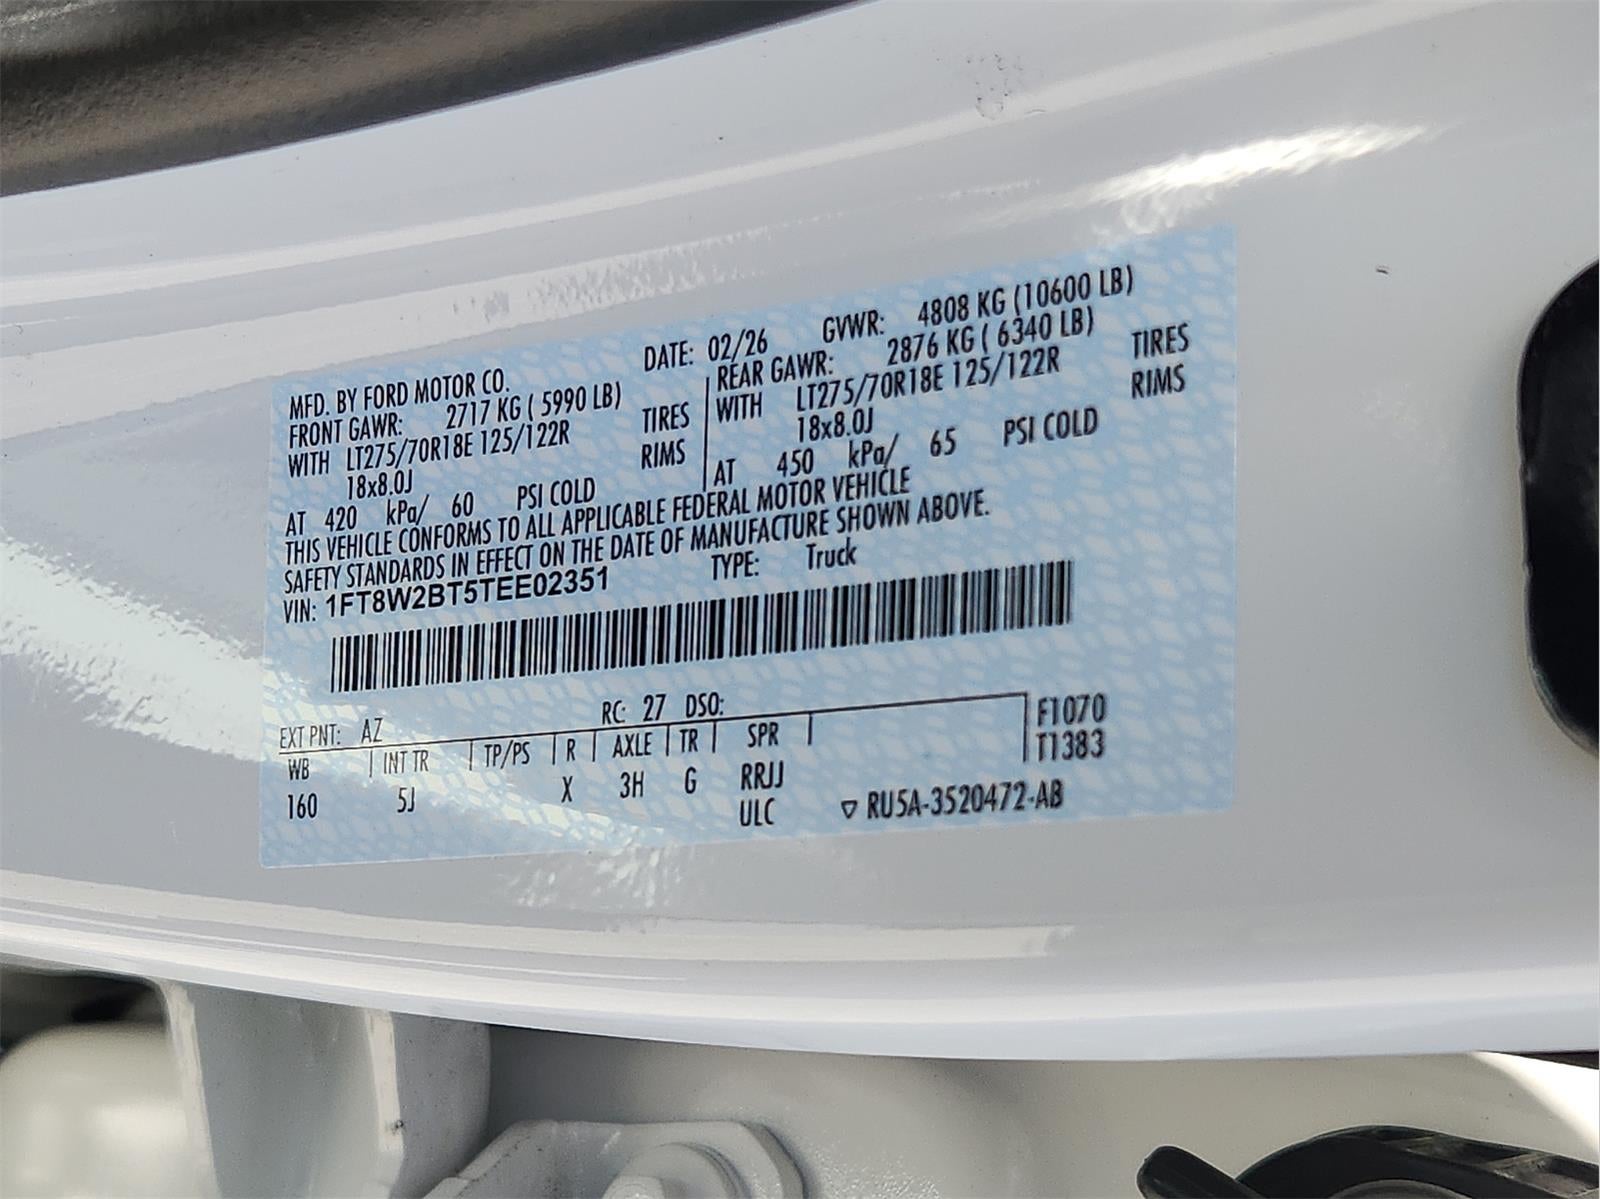 MFD. BY FORD MOTOR CO. DATE: 02/26 GVWR: 4808 KG (10600 LB)
FRONT GAWR: 2717 KG ( 5990 LB) REAR GAWR: 2876 KG ( 6340 LB)
WITH LT275/70R18E 125/122R TIRES WITH LT275/70R18E 125/122R TIRES
18x8.0J RIMS 18x8.0J RIMS
AT 420 kPa/ 60 PSI COLD AT 450 kPa/ 65 PSI COLD
THIS VEHICLE CONFORMS TO ALL APPLICABLE FEDERAL MOTOR VEHICLE
SAFETY STANDARDS IN EFFECT ON THE DATE OF MANUFACTURE SHOWN ABOVE.
VIN: 1FT8W2BT5TEE02351 TYPE: Truck
EXT PNT: AZ RC: 27 DSO: F1070
WB INT TR TP/PS R AXLE TR SPR T1383
160 5J X 3H G RRJJ
ULC ▽ RU5A-3520472-AB